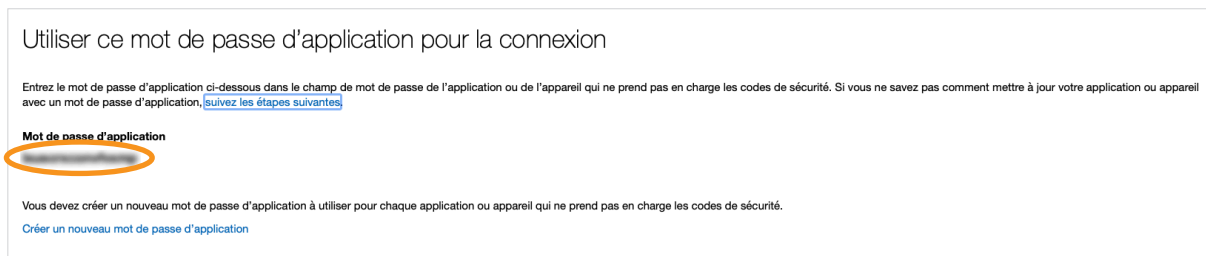 Utiliser ce mot de passe d’application pour la connexion
Entrez le mot de passe d’application ci-dessous dans le champ de mot de passe de l’application ou de l’appareil qui ne prend pas en charge les codes de sécurité. Si vous ne savez pas comment mettre à jour votre application ou appareil
avec un mot de passe d’application, suivez les étapes suivantes.
Mot de passe d’application
Vous devez créer un nouveau mot de passe d’application à utiliser pour chaque application ou appareil qui ne prend pas en charge les codes de sécurité.
Créer un nouveau mot de passe d’application